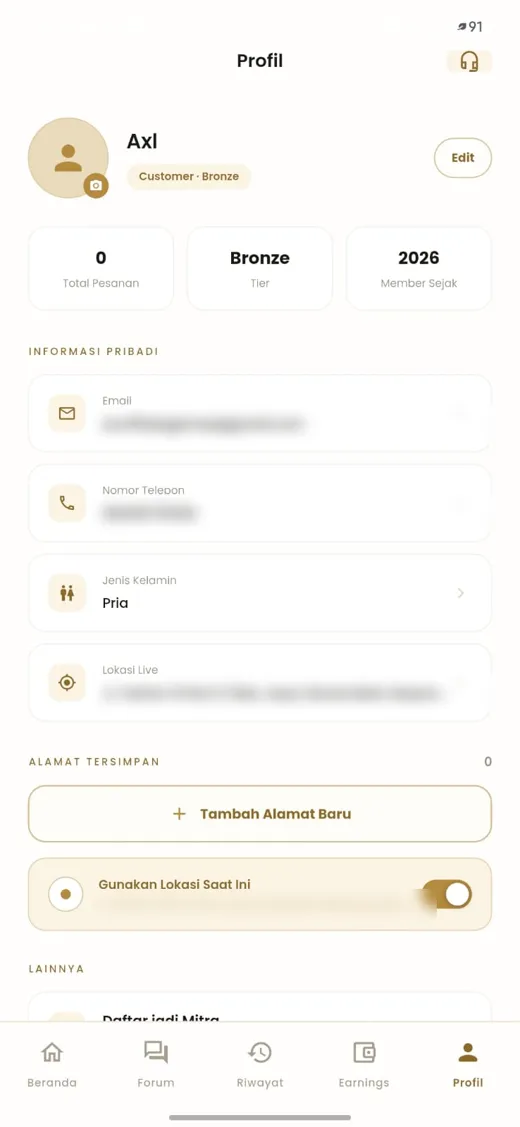 91
Profil
Axl
Customer · Bronze
Edit
0
Total Pesanan
Bronze
Tier
2026
Member Sejak
INFORMASI PRIBADI
Email
Nomor Telepon
Jenis Kelamin
Pria
Lokasi Live
ALAMAT TERSIMPAN
0
+ Tambah Alamat Baru
Gunakan Lokasi Saat Ini
LAINNYA
Daftar jadi Mitra
Beranda
Forum
Riwayat
Earnings
Profil